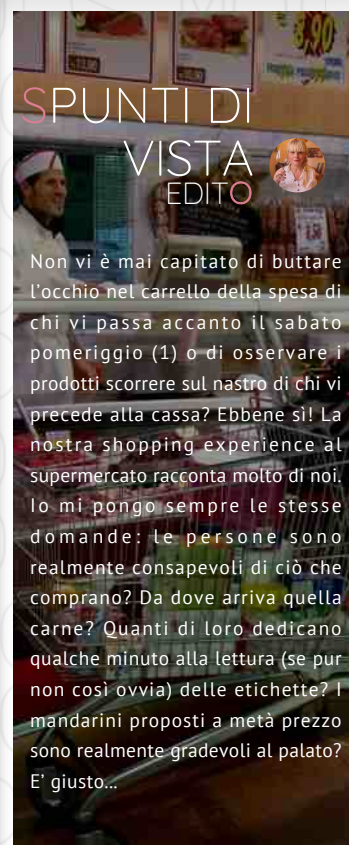 8,90
SPUNTI DI
VISTA
EDITO
Non vi è mai capitato di buttare
l’occhio nel carrello della spesa di
chi vi passa accanto il sabato
pomeriggio (1) o di osservare i
prodotti scorrere sul nastro di chi vi
precede alla cassa? Ebbene sì! La
nostra shopping experience al
supermercato racconta molto di noi.
Io mi pongo sempre le stesse
domande: le persone sono
realmente consapevoli di ciò che
comprano? Da dove arriva quella
carne? Quanti di loro dedicano
qualche minuto alla lettura (se pur
non così ovvia) delle etichette? I
mandarini proposti a metà prezzo
sono realmente gradevoli al palato?
E’ giusto...